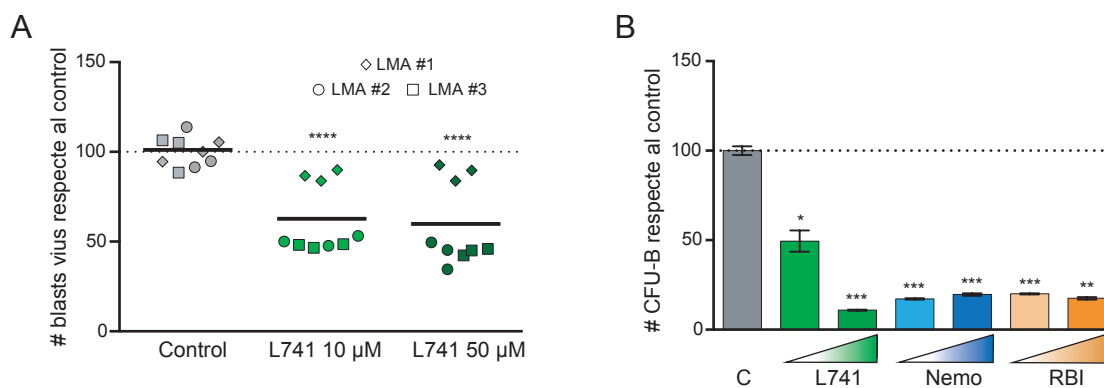 A
# blasts vius respecte al control
150
100
50
0
LMA #1
LMA #2
LMA #3
****
****
Control
L741 10 µM
L741 50 µM
B
# CFU-B respecte al control
150
100
50
0
*
***
***
***
***
**
C
L741
Nemo
RBI